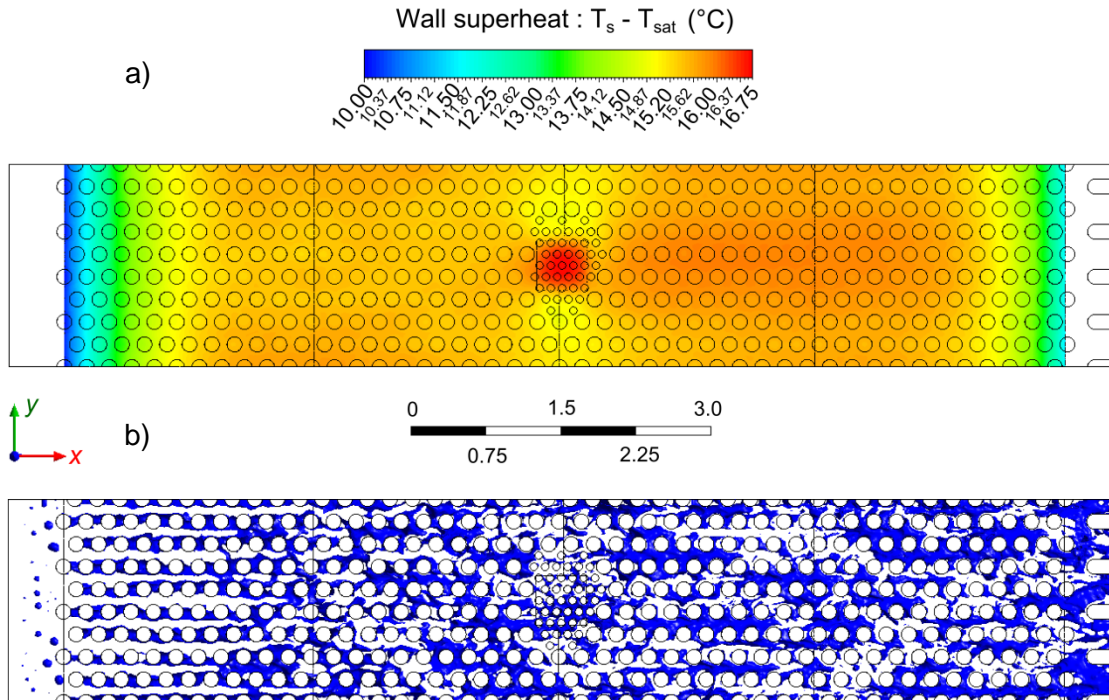 Wall superheat : Ts - Tsat (°C)
a)
10.00 10.37 10.75 11.12 11.50 11.87 12.25 12.62 13.00 13.37 13.75 14.12 14.50 14.87 15.20 15.62 16.00 16.37 16.75
y
x
b)
0 1.5 3.0
0.75 2.25